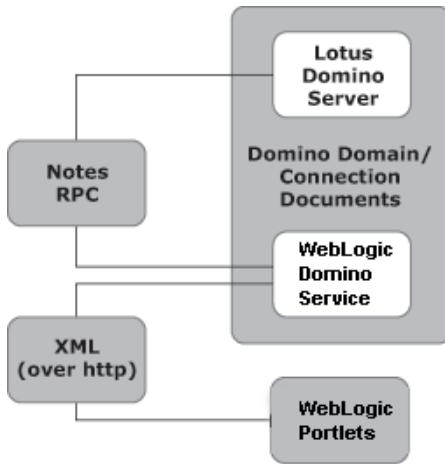 Lotus
Domino
Server
Notes
RPC
Domino Domain/
Connection
Documents
WebLogic
Domino
Service
XML
(over http)
WebLogic
Portlets